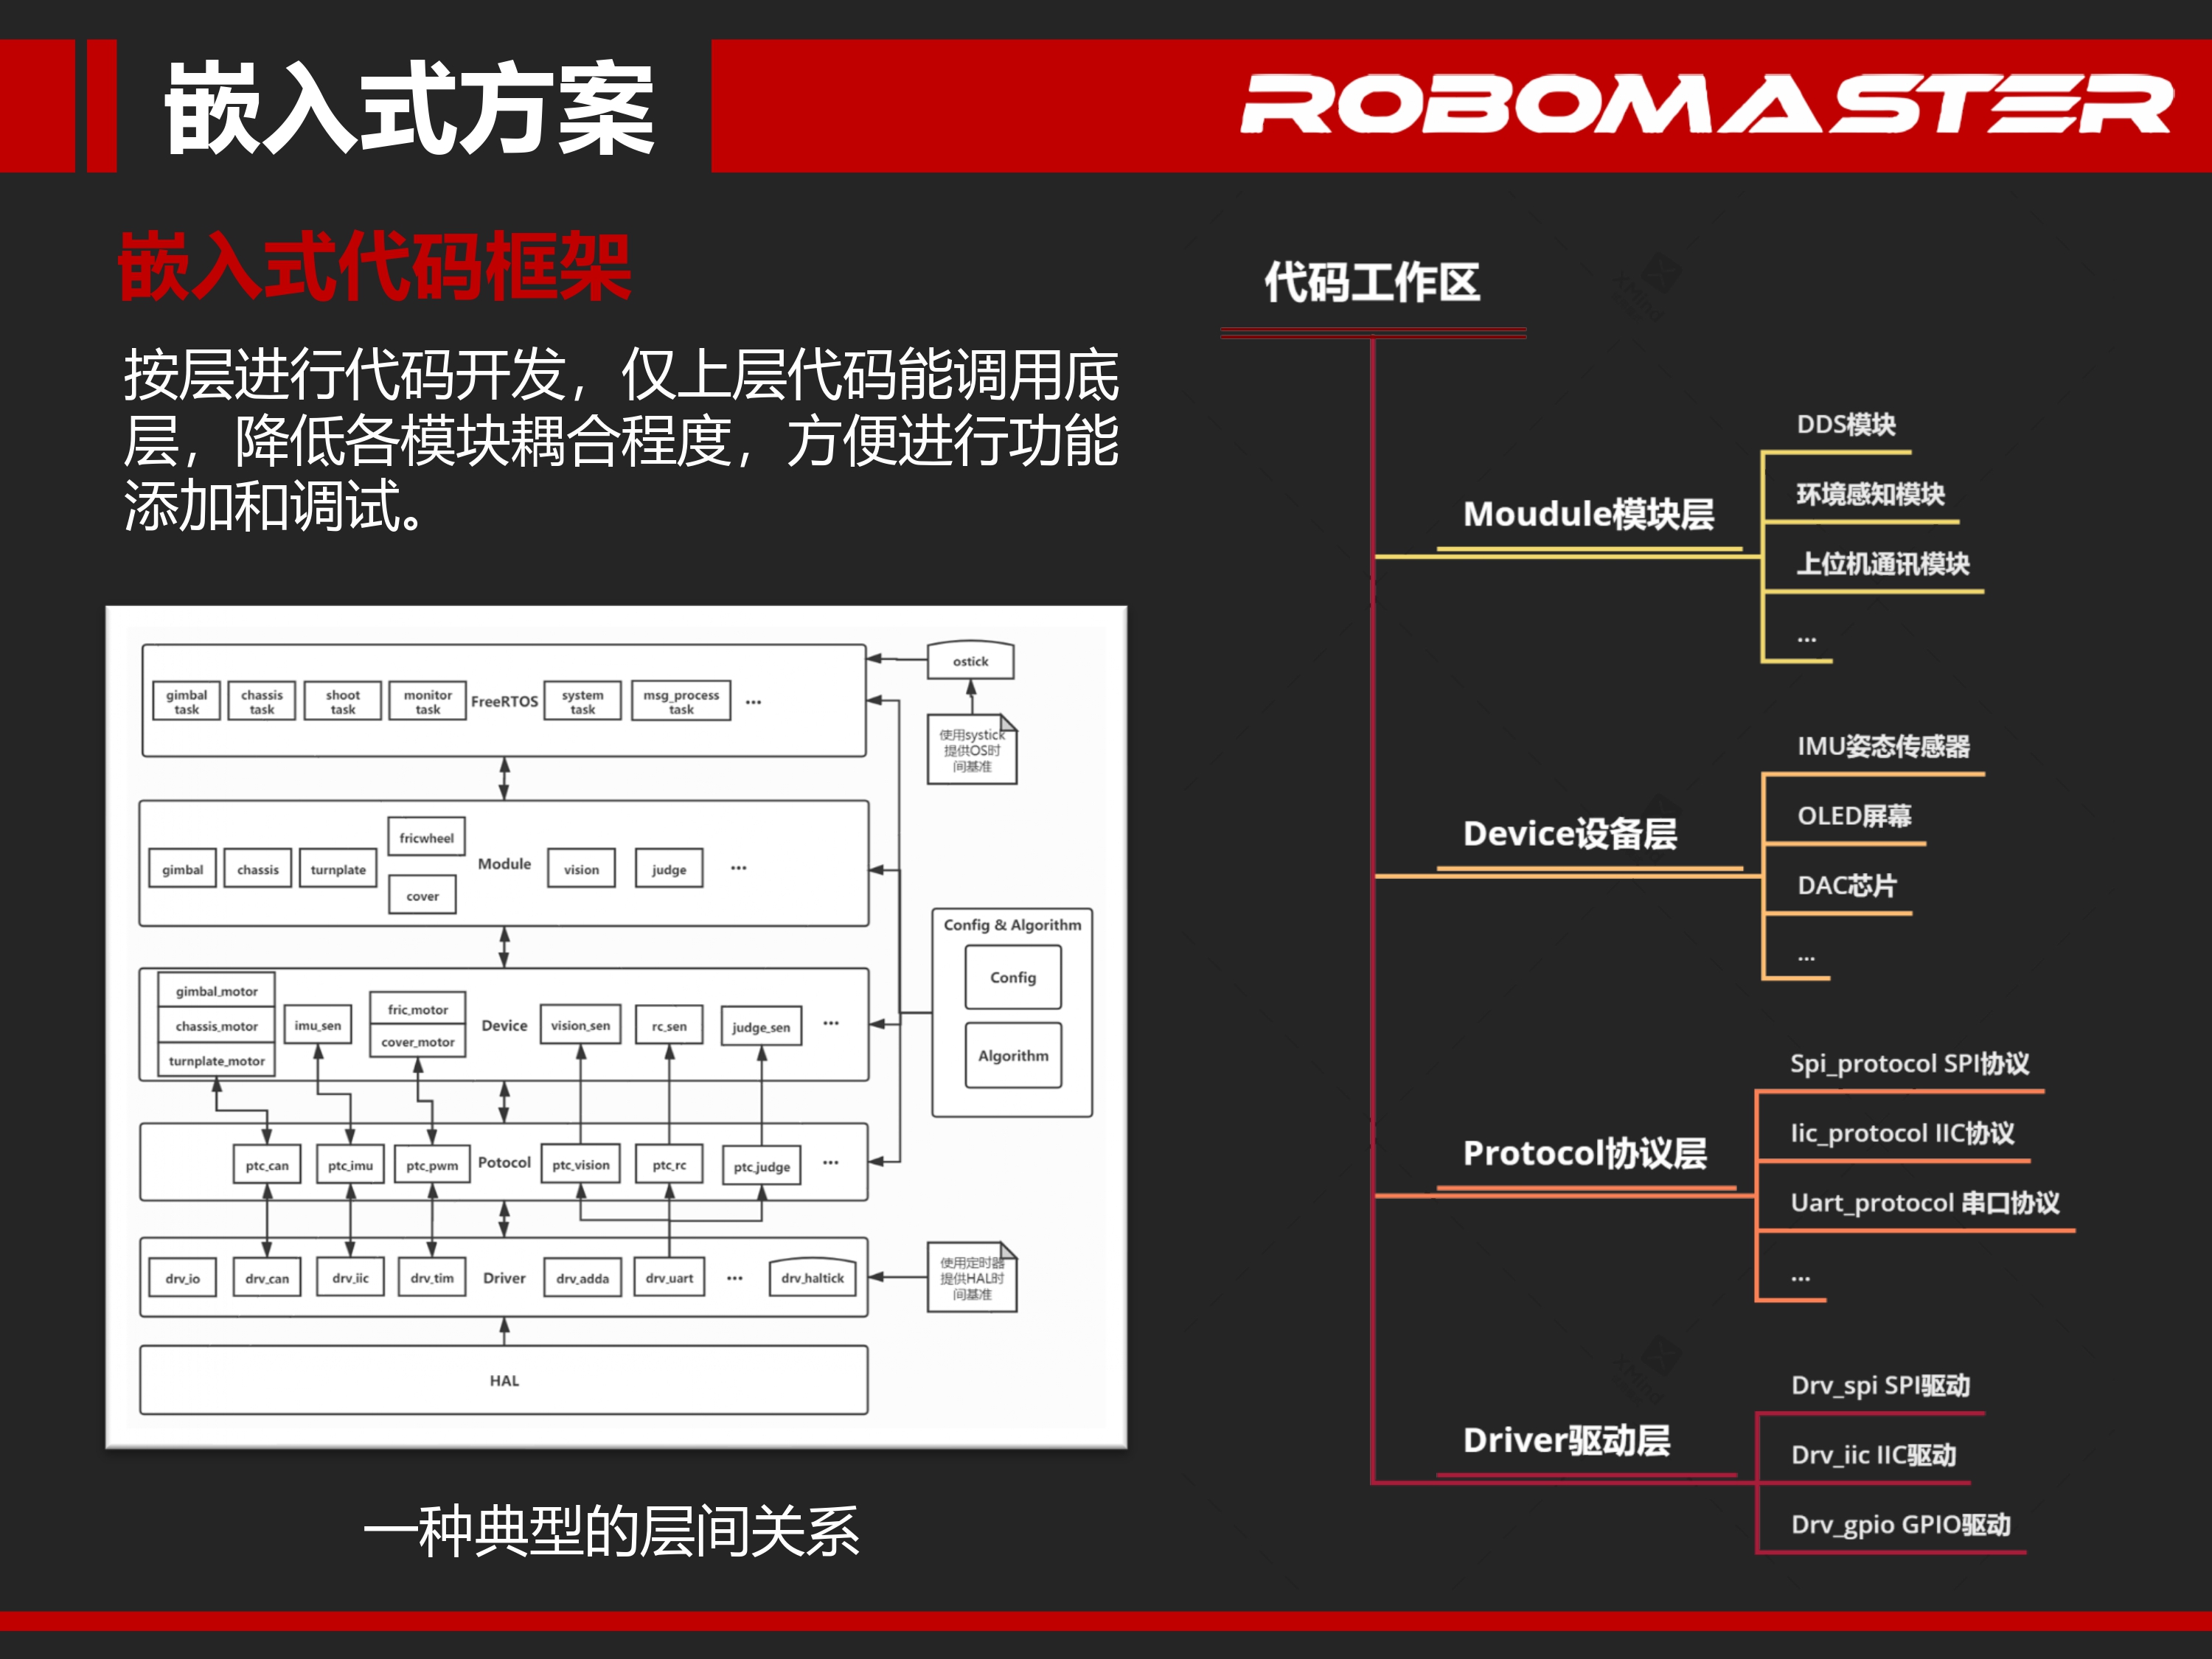 嵌入式方案
ROBOMASTER
嵌入式代码框架
按层进行代码开发，仅上层代码能调用底
层，降低各模块耦合程度，方便进行功能
添加和调试。
gimbal
task
chassis
task
shoot
task
monitor
task
FreeRTOS
system
task
msg_process
task
...
ostick
使用systick
提供OS时
间基准
fricwheel
gimbal
chassis
turnplate
cover
Module
vision
judge
...
Config & Algorithm
Config
Algorithm
gimbal_motor
chassis_motor
turnplate_motor
imu_sen
fric_motor
cover_motor
Device
vision_sen
rc_sen
judge_sen
...
ptc_can
ptc_imu
ptc_pwm
Potocol
ptc_vision
ptc_rc
ptc_judge
...
drv_io
drv_can
drv_iic
drv_tim
Driver
drv_adda
drv_uart
...
drv_haltick
使用定时器
提供HAL时
间基准
HAL
一种典型的层间关系
代码工作区
Moudule模块层
DDS模块
环境感知模块
上位机通讯模块
...
Device设备层
IMU姿态传感器
OLED屏幕
DAC芯片
...
Protocol协议层
Spi_protocol SPI协议
Iic_protocol IIC协议
Uart_protocol 串口协议
...
Driver驱动层
Drv_spi SPI驱动
Drv_iic IIC驱动
Drv_gpio GPIO驱动
XMind
XMind